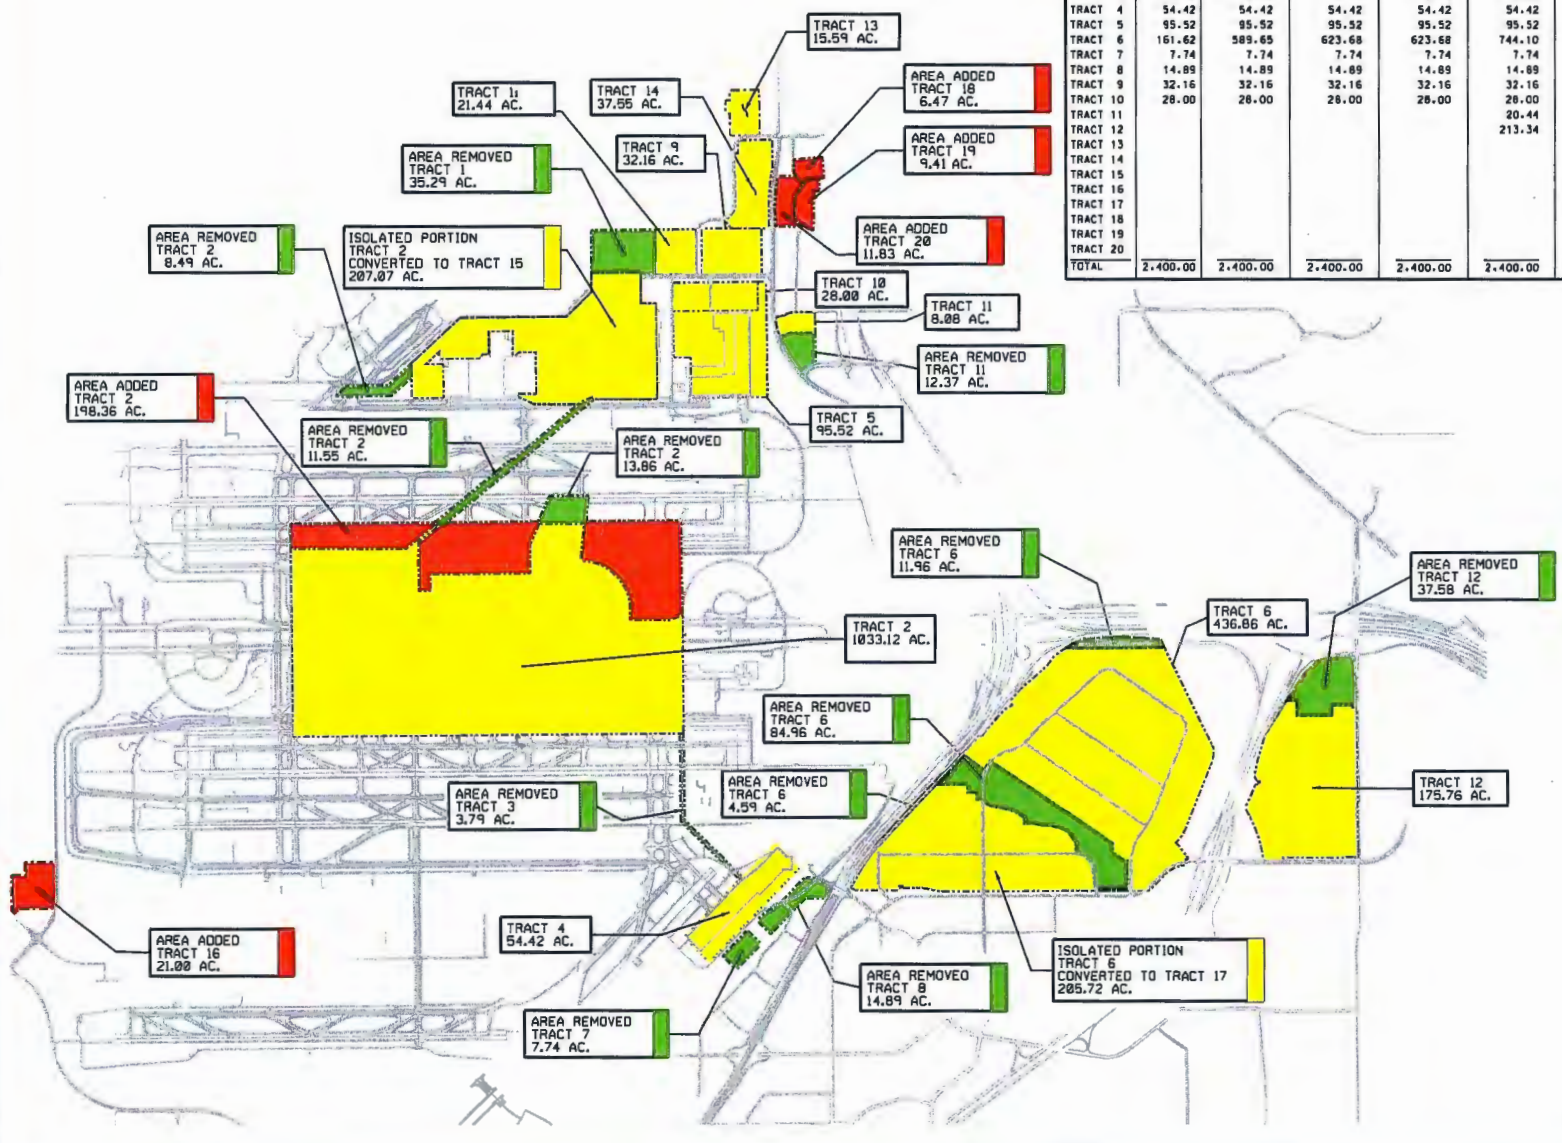 TRACT 4 54.42 54.42 54.42 54.42 54.42
TRACT 5 95.52 95.52 95.52 95.52 95.52
TRACT 6 161.62 589.65 623.68 623.68 744.10
TRACT 7 7.74 7.74 7.74 7.74 7.74
TRACT 8 14.89 14.89 14.89 14.89 14.89
TRACT 9 32.16 32.16 32.16 32.16 32.16
TRACT 10 28.00 28.00 28.00 28.00 28.00
TRACT 11 20.44
TRACT 12 213.34
TRACT 13
TRACT 14
TRACT 15
TRACT 16
TRACT 17
TRACT 18
TRACT 19
TRACT 20
TOTAL 2,400.00 2,400.00 2,400.00 2,400.00 2,400.00
TRACT 13
15.59 AC.
TRACT 11
21.44 AC.
TRACT 14
37.55 AC.
AREA ADDED
TRACT 18
6.47 AC.
TRACT 9
32.16 AC.
AREA ADDED
TRACT 19
9.41 AC.
AREA REMOVED
TRACT 1
35.29 AC.
AREA REMOVED
TRACT 2
8.49 AC.
ISOLATED PORTION
TRACT 2
CONVERTED TO TRACT 15
207.07 AC.
AREA ADDED
TRACT 20
11.83 AC.
TRACT 10
28.00 AC.
TRACT 11
8.08 AC.
AREA REMOVED
TRACT 11
12.37 AC.
AREA ADDED
TRACT 2
198.36 AC.
TRACT 5
95.52 AC.
AREA REMOVED
TRACT 2
11.55 AC.
AREA REMOVED
TRACT 2
13.86 AC.
AREA REMOVED
TRACT 6
11.96 AC.
AREA REMOVED
TRACT 12
37.58 AC.
TRACT 2
1033.12 AC.
TRACT 6
436.86 AC.
AREA REMOVED
TRACT 6
84.96 AC.
AREA REMOVED
TRACT 6
4.59 AC.
AREA REMOVED
TRACT 3
3.79 AC.
TRACT 12
175.76 AC.
TRACT 4
54.42 AC.
AREA ADDED
TRACT 16
21.00 AC.
AREA REMOVED
TRACT 8
14.89 AC.
ISOLATED PORTION
TRACT 6
CONVERTED TO TRACT 17
205.72 AC.
AREA REMOVED
TRACT 7
7.74 AC.